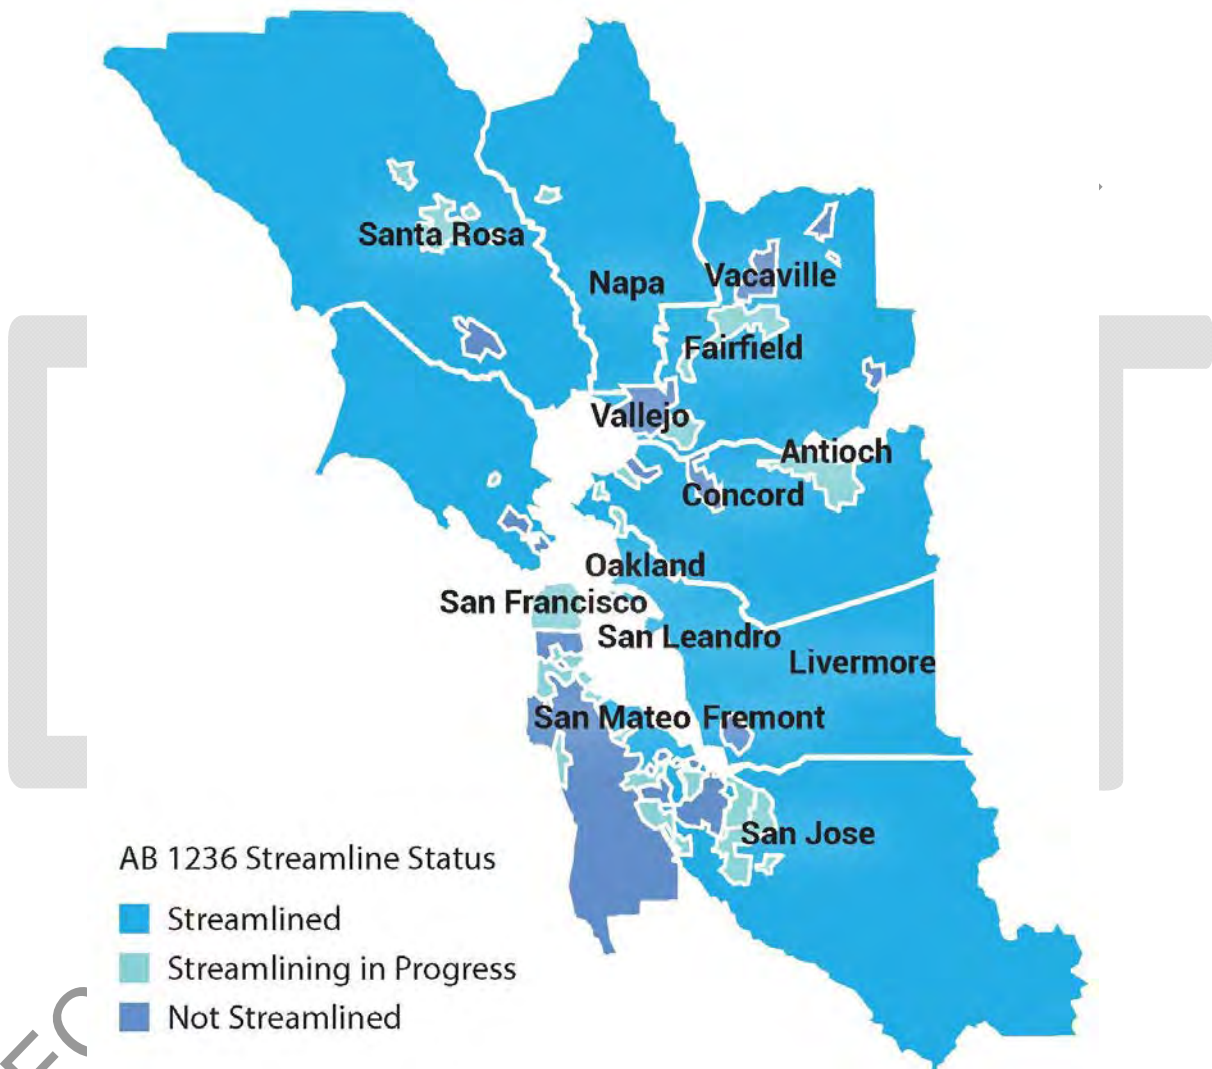 Santa Rosa
Napa
Vacaville
Fairfield
Vallejo
Antioch
Concord
Oakland
San Francisco
San Leandro
Livermore
San Mateo Fremont
San Jose
AB 1236 Streamline Status
Streamlined
Streamlining in Progress
Not Streamlined